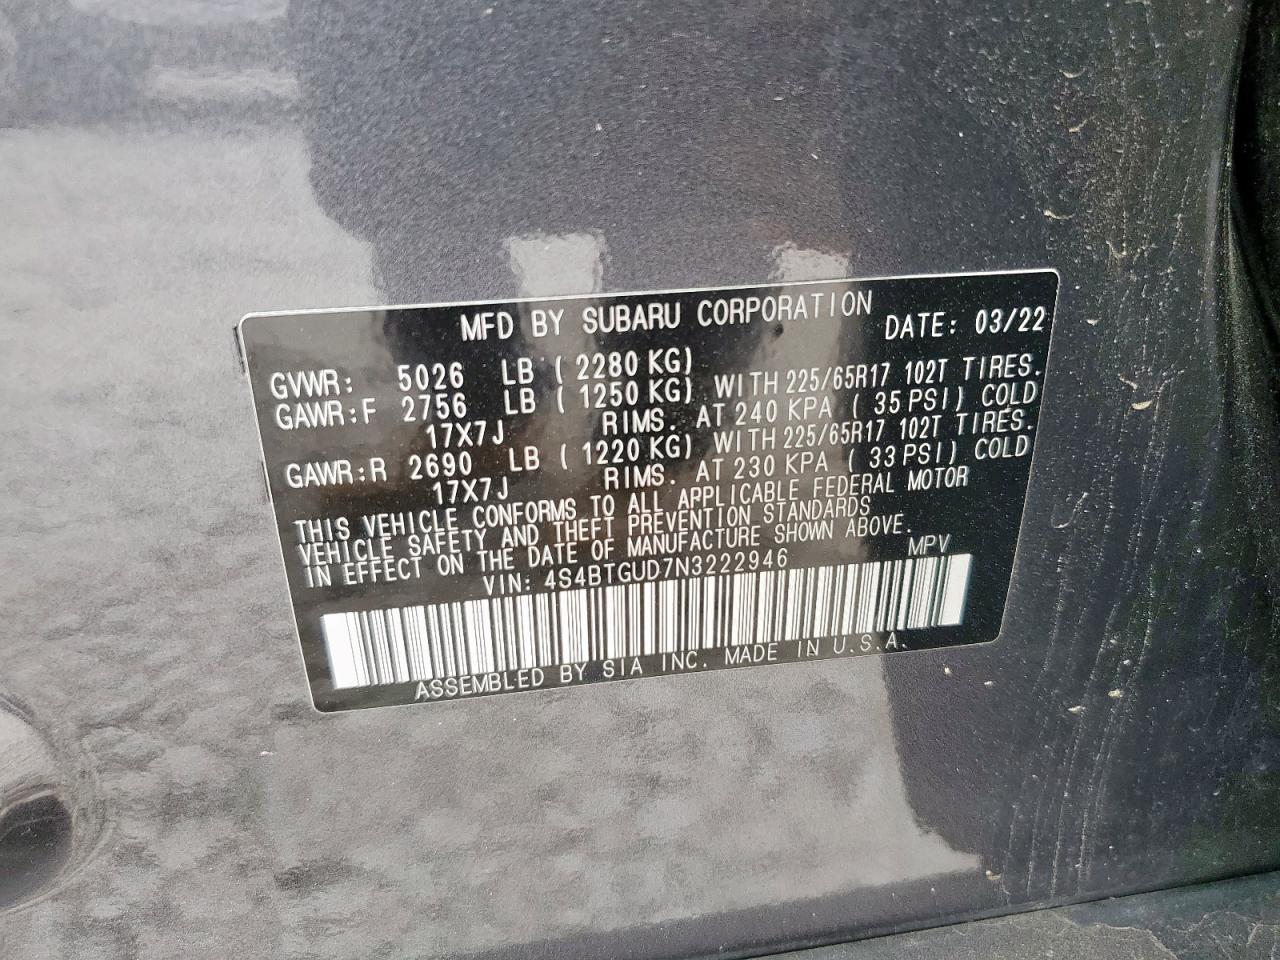 MFD BY SUBARU CORPORATION DATE: 03/22
GVWR: 5026 LB ( 2280 KG)
GAWR:F 2756 LB ( 1250 KG) WITH 225/65R17 102T TIRES.
17X7J RIMS. AT 240 KPA ( 35 PSI) COLD
GAWR:R 2690 LB ( 1220 KG) WITH 225/65R17 102T TIRES.
17X7J RIMS. AT 230 KPA ( 33 PSI) COLD
THIS VEHICLE CONFORMS TO ALL APPLICABLE FEDERAL MOTOR
VEHICLE SAFETY AND THEFT PREVENTION STANDARDS
IN EFFECT ON THE DATE OF MANUFACTURE SHOWN ABOVE.
VIN: 4S4BTGUD7N3222946 MPV
ASSEMBLED BY SIA INC. MADE IN U.S.A.